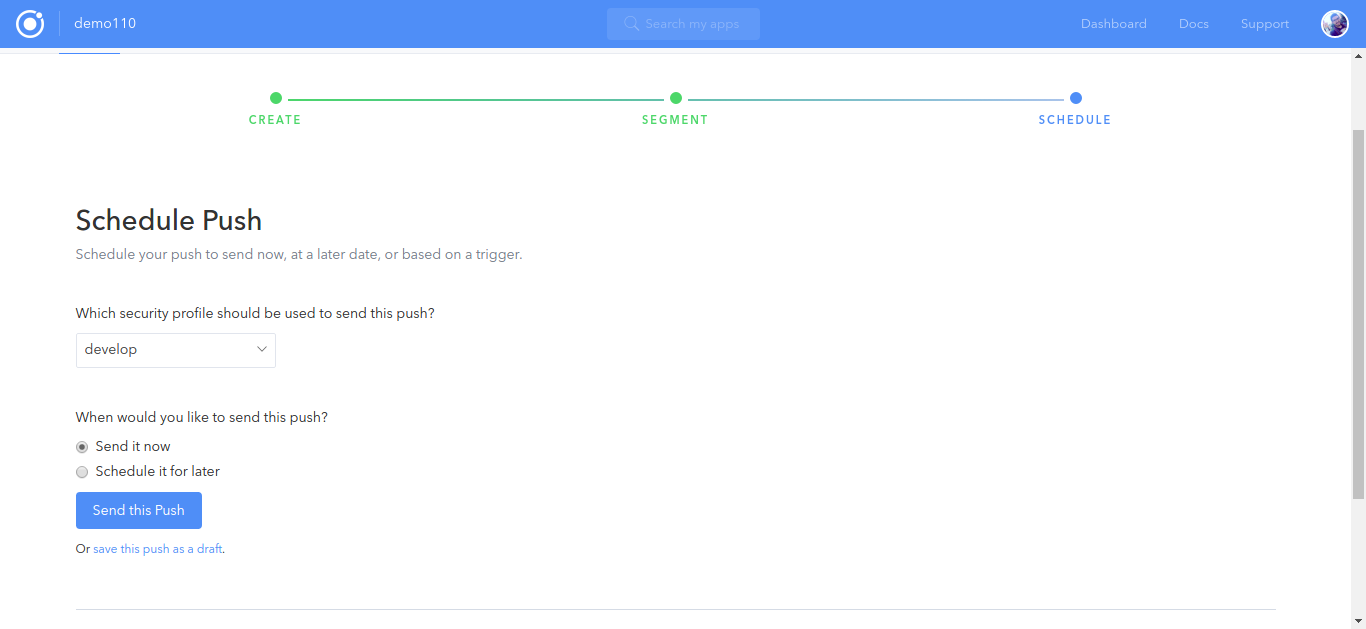 demo110
Search my apps
Dashboard Docs Support
CREATE SEGMENT SCHEDULE
Schedule Push
Schedule your push to send now, at a later date, or based on a trigger.
Which security profile should be used to send this push?
develop
When would you like to send this push?
Send it now
Schedule it for later
Send this Push
Or save this push as a draft.